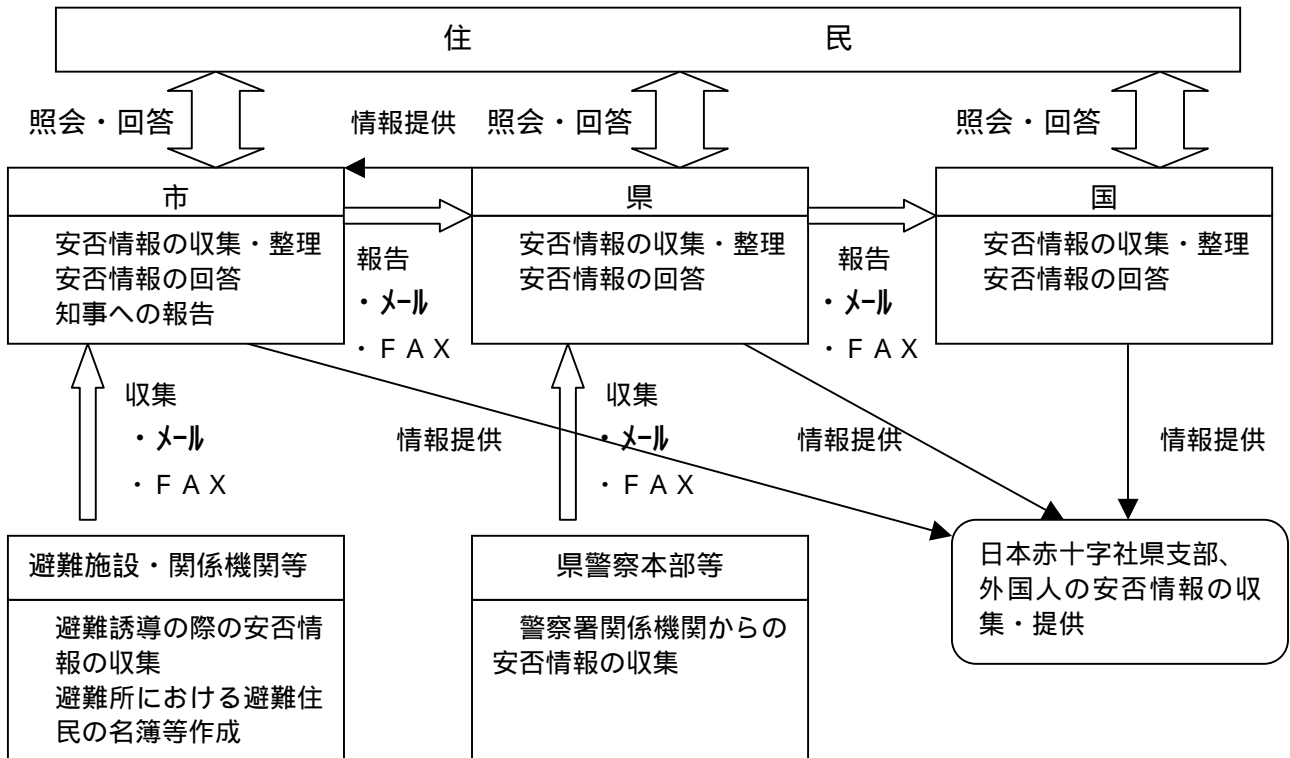 住　　　　　民
照会・回答
情報提供
照会・回答
照会・回答
市
安否情報の収集・整理
安否情報の回答
知事への報告
報告
・ﾒｰﾙ
・ＦＡＸ
県
安否情報の収集・整理
安否情報の回答
報告
・ﾒｰﾙ
・ＦＡＸ
国
安否情報の収集・整理
安否情報の回答
収集
・ﾒｰﾙ
・ＦＡＸ
情報提供
収集
・ﾒｰﾙ
・ＦＡＸ
情報提供
情報提供
避難施設・関係機関等
避難誘導の際の安否情
報の収集
避難所における避難住
民の名簿等作成
県警察本部等
警察署関係機関からの
安否情報の収集
日本赤十字社県支部、
外国人の安否情報の収
集・提供